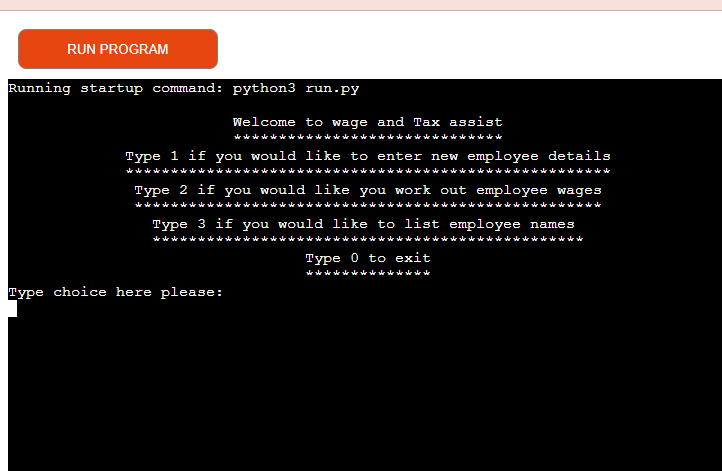 RUN PROGRAM
Running startup command: python3 run.py
Welcome to wage and Tax assist
******************************
Type 1 if you would like to enter new employee details
******************************************************
Type 2 if you would like you work out employee wages
****************************************************
Type 3 if you would like to list employee names
************************************************
Type 0 to exit
**************
Type choice here please: